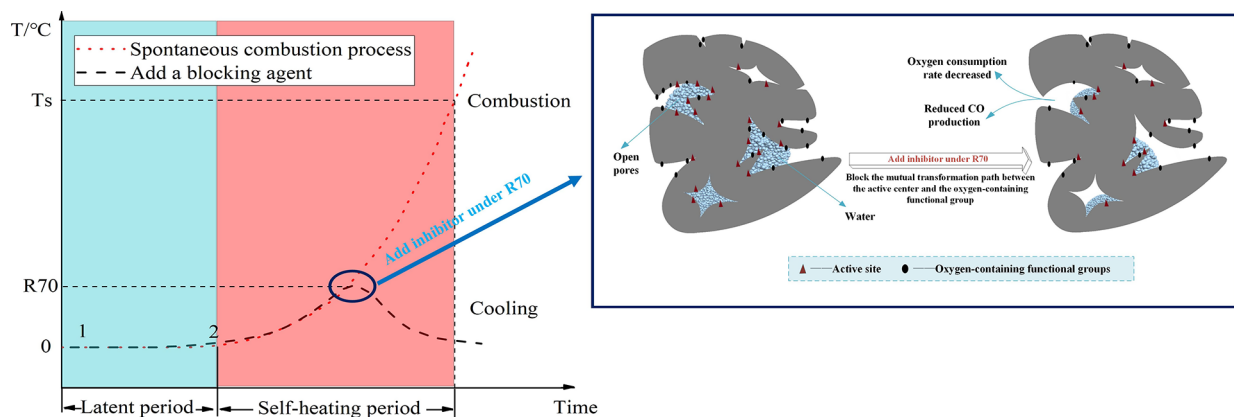 T/°C
Spontaneous combustion process
Add a blocking agent
Ts
Combustion
Add inhibitor under R70
R70
Cooling
1
2
0
Latent period
Self-heating period
Time
Open
pores
Water
Add inhibitor under R70
Block the mutual transformation path between
the active center and the oxygen-containing
functional group
Oxygen consumption
rate decreased
Reduced CO
production
Active site
Oxygen-containing functional groups